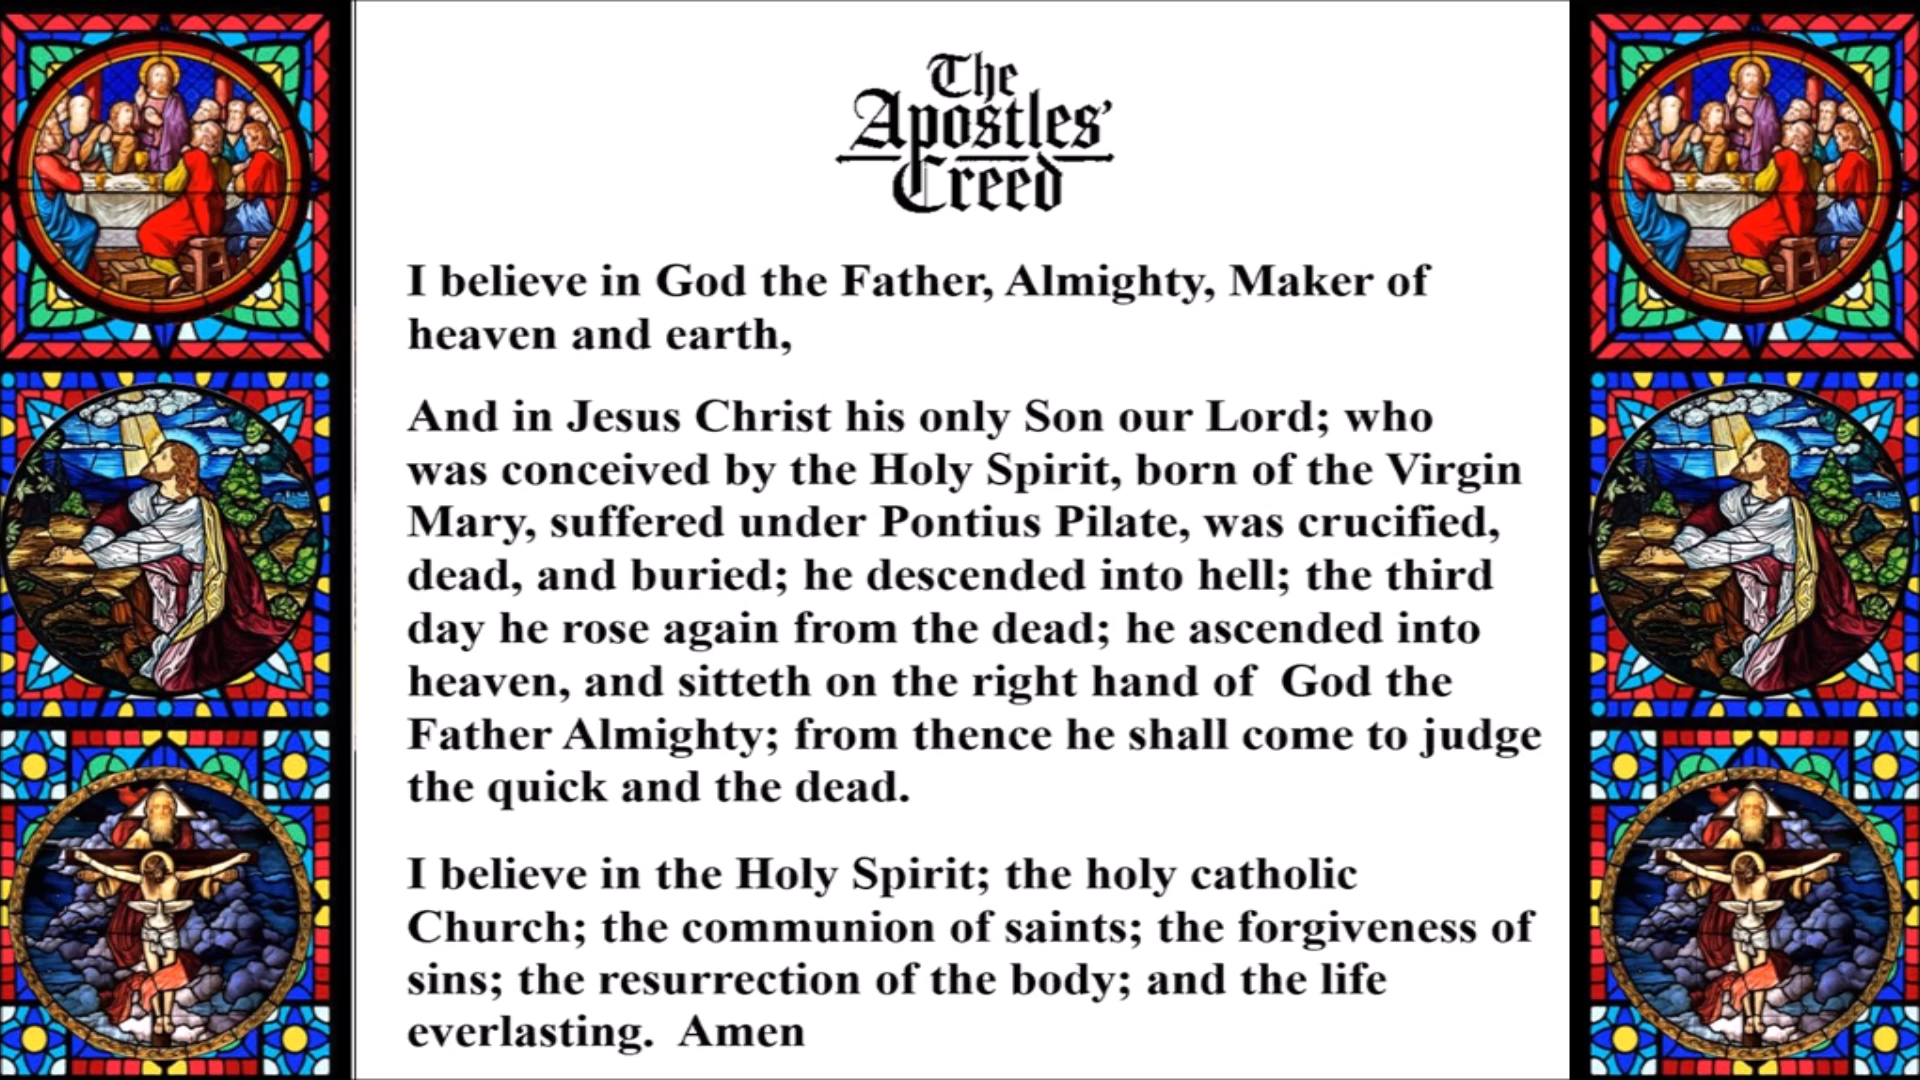 The
Apostles'
Creed
I believe in God the Father, Almighty, Maker of
heaven and earth,
And in Jesus Christ his only Son our Lord; who
was conceived by the Holy Spirit, born of the Virgin
Mary, suffered under Pontius Pilate, was crucified,
dead, and buried; he descended into hell; the third
day he rose again from the dead; he ascended into
heaven, and sitteth on the right hand of  God the
Father Almighty; from thence he shall come to judge
the quick and the dead.
I believe in the Holy Spirit; the holy catholic
Church; the communion of saints; the forgiveness of
sins; the resurrection of the body; and the life
everlasting.  Amen